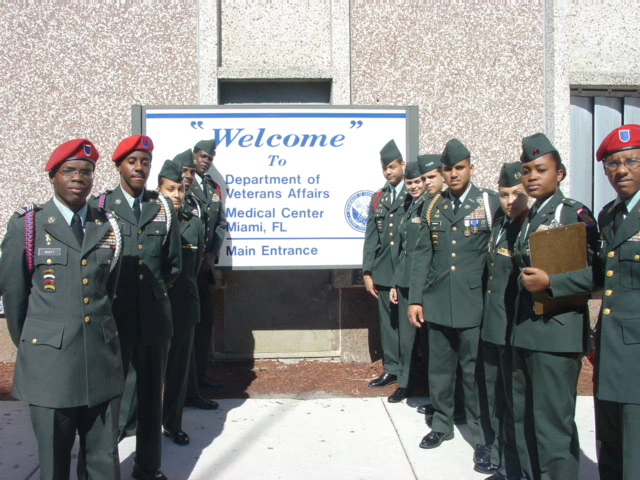 "Welcome"
To
Department of
Veterans Affairs
Medical Center
Miami, FL
Main Entrance